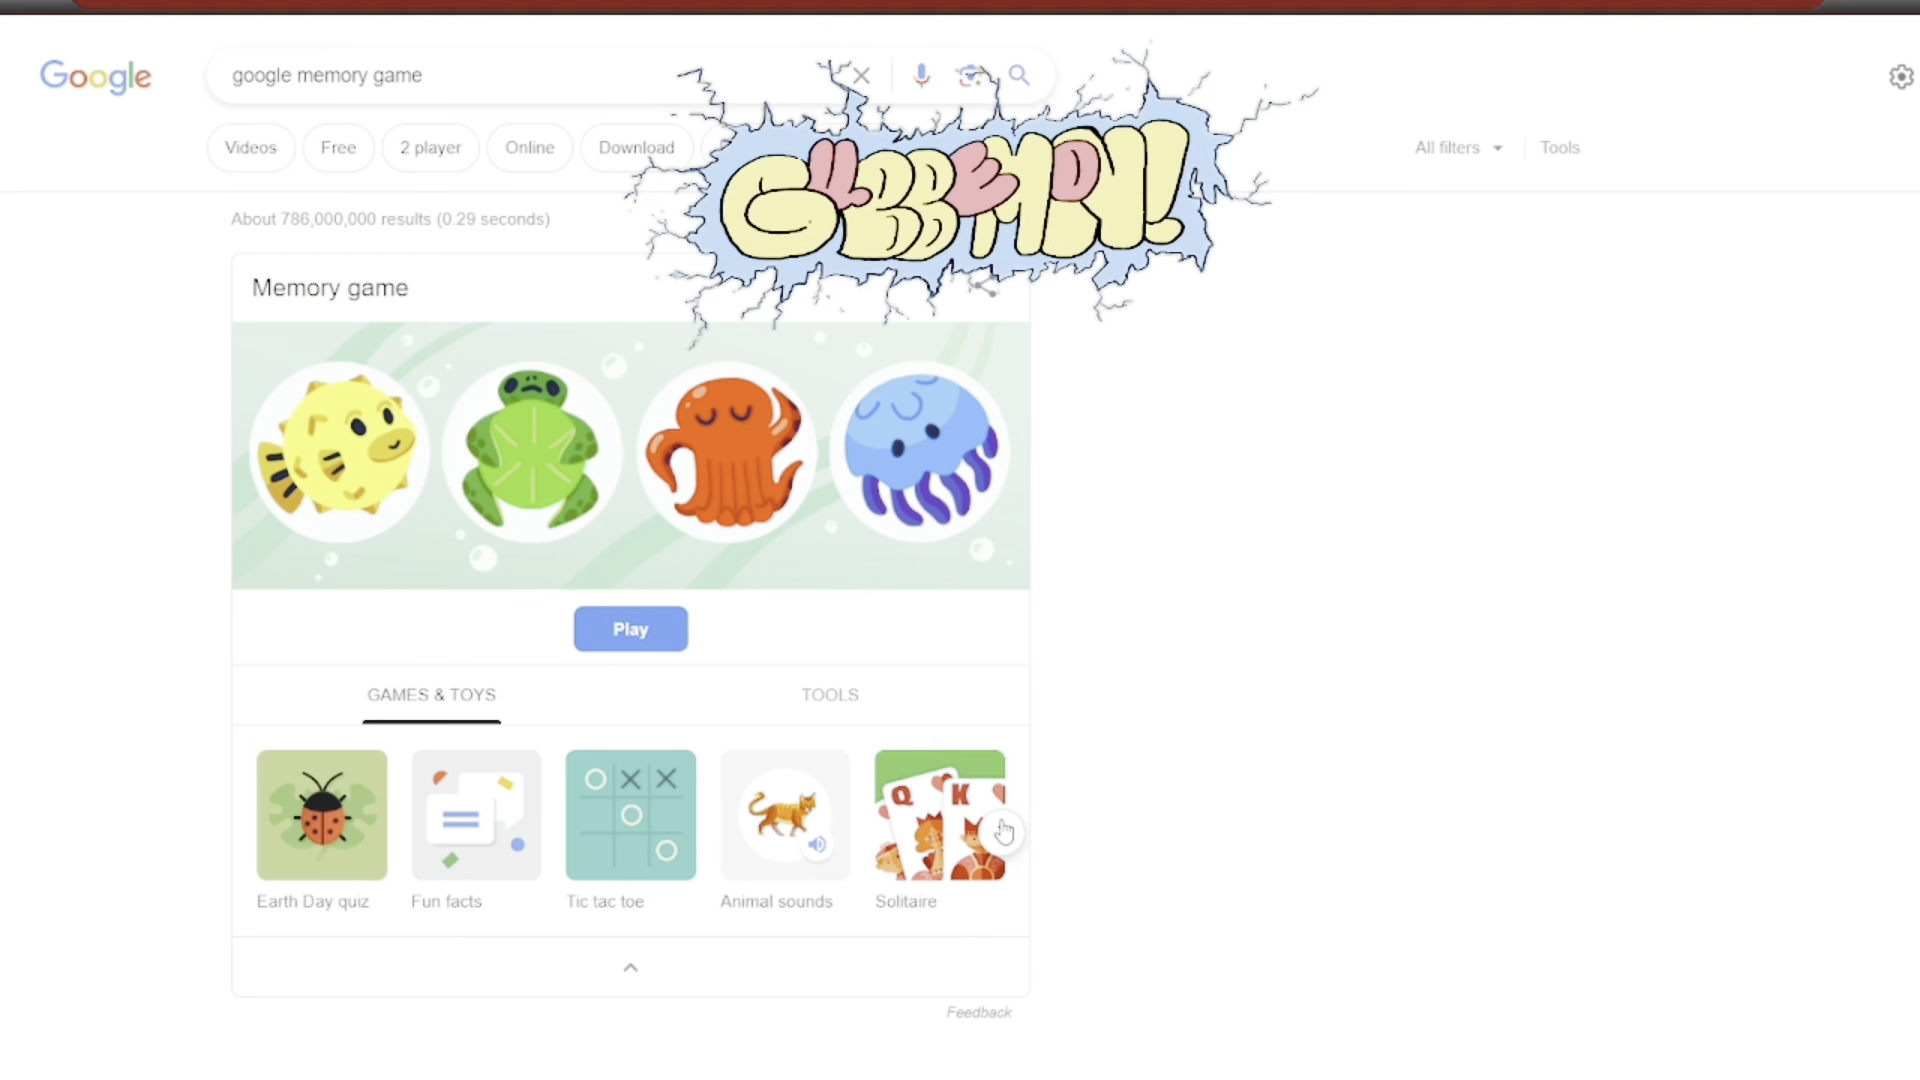 Google
google memory game
Videos
Free
2 player
Online
Download
All filters
Tools
About 786,000,000 results (0.29 seconds)
Memory game
Play
GAMES & TOYS
TOOLS
Q
K
Earth Day quiz
Fun facts
Tic tac toe
Animal sounds
Solitaire
Feedback